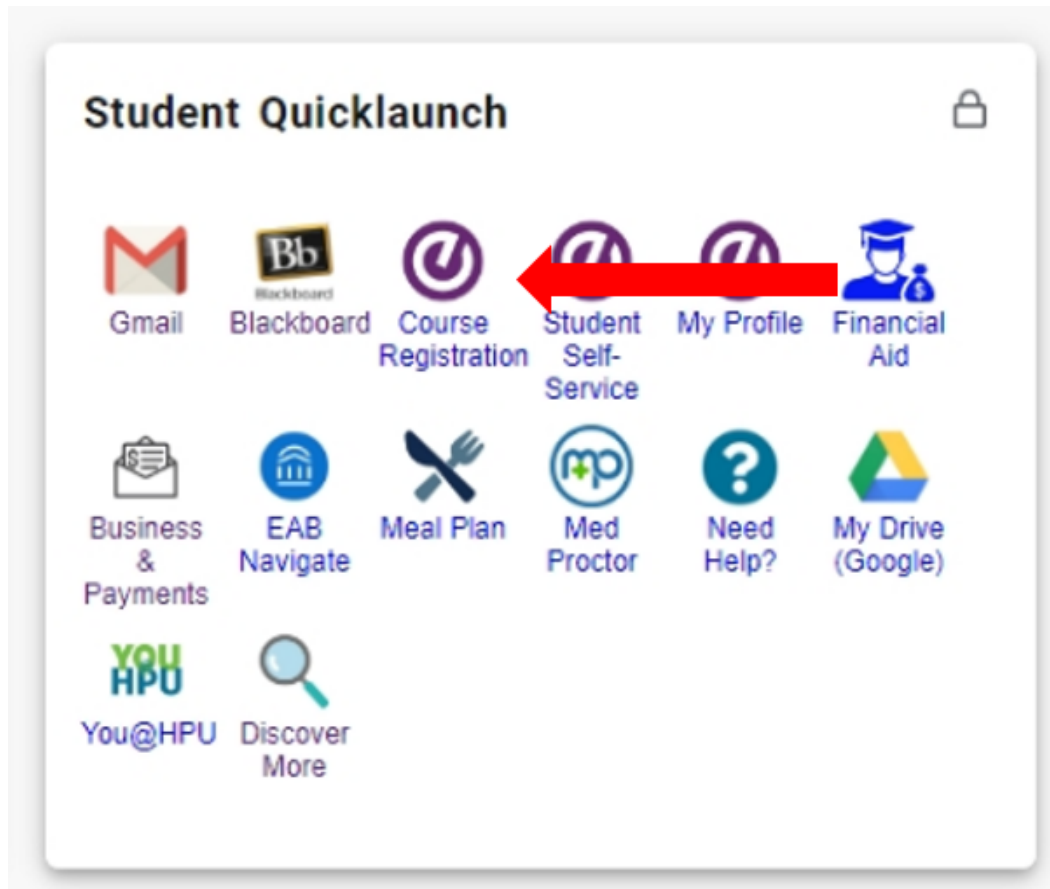 Student Quicklaunch
Bb
Blackboard
Gmail
Blackboard
Course
Registration
Student
Self-
Service
My Profile
$
Financial
Aid
$
Business
&
Payments
EAB
Navigate
Meal Plan
mp
Med
Proctor
?
Need
Help?
My Drive
(Google)
YOU
HPU
You@HPU
Discover
More